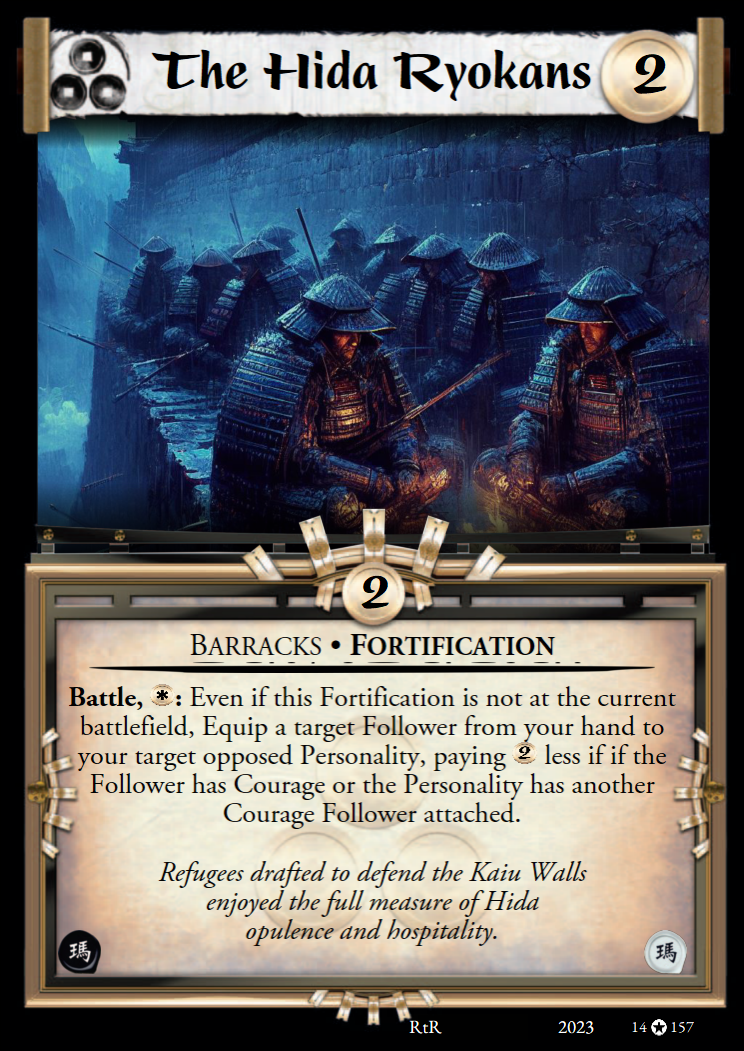 The Hida Ryokans 2
2
BARRACKS • FORTIFICATION
Battle, *: Even if this Fortification is not at the current
battlefield, Equip a target Follower from your hand to
your target opposed Personality, paying 2 less if if the
Follower has Courage or the Personality has another
Courage Follower attached.
Refugees drafted to defend the Kaiu Walls
enjoyed the full measure of Hida
opulence and hospitality.
瑪 瑪
RtR 2023 14 ✪ 157